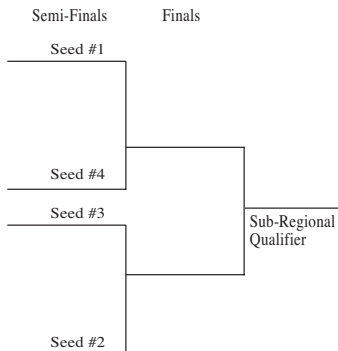 Semi-Finals Finals
Seed #1
Seed #4
Seed #3
Sub-Regional
Qualifier
Seed #2